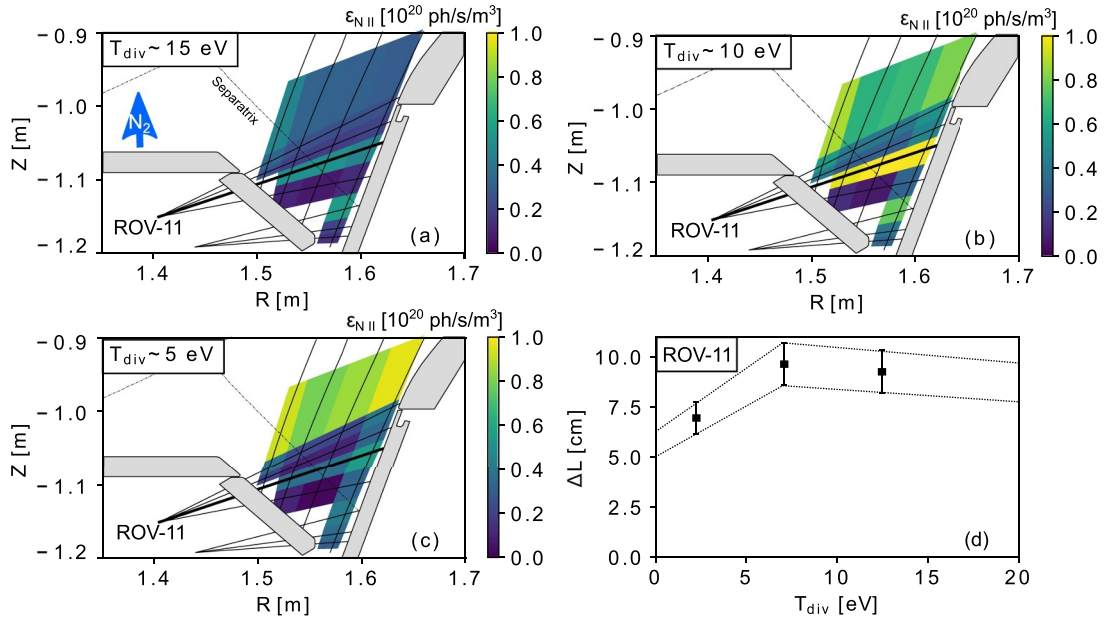 ε_N II [10^20 ph/s/m^3]
T_div ~ 15 eV
Separatrix
N_2
ROV-11
(a)
Z [m]
−0.9
−1.0
−1.1
−1.2
1.4 1.5 1.6 1.7
R [m]
1.0
0.8
0.6
0.4
0.2
0.0
ε_N II [10^20 ph/s/m^3]
T_div ~ 10 eV
ROV-11
(b)
Z [m]
−0.9
−1.0
−1.1
−1.2
1.4 1.5 1.6 1.7
R [m]
1.0
0.8
0.6
0.4
0.2
0.0
ε_N II [10^20 ph/s/m^3]
T_div ~ 5 eV
ROV-11
(c)
Z [m]
−0.9
−1.0
−1.1
−1.2
1.4 1.5 1.6 1.7
R [m]
1.0
0.8
0.6
0.4
0.2
0.0
ROV-11
(d)
ΔL [cm]
10.0
7.5
5.0
2.5
0.0
0 5 10 15 20
T_div [eV]